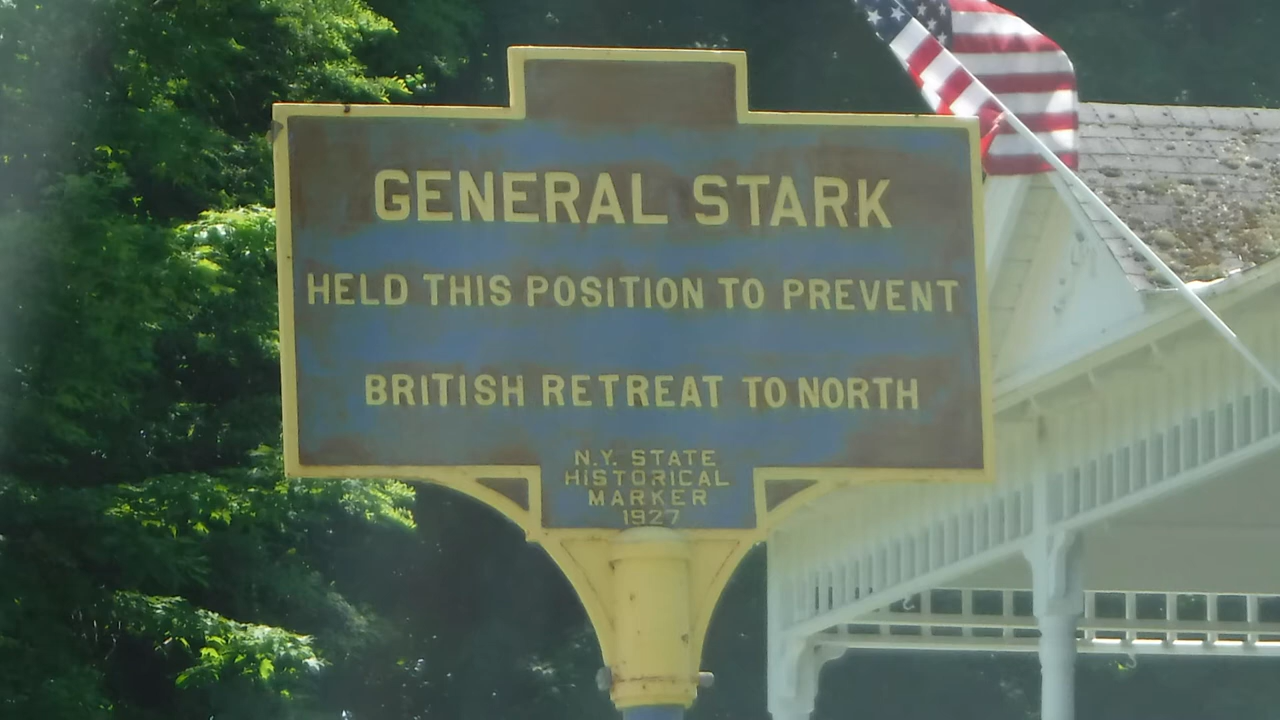 GENERAL STARK
HELD THIS POSITION TO PREVENT
BRITISH RETREAT TO NORTH
N.Y. STATE
HISTORICAL
MARKER
1927